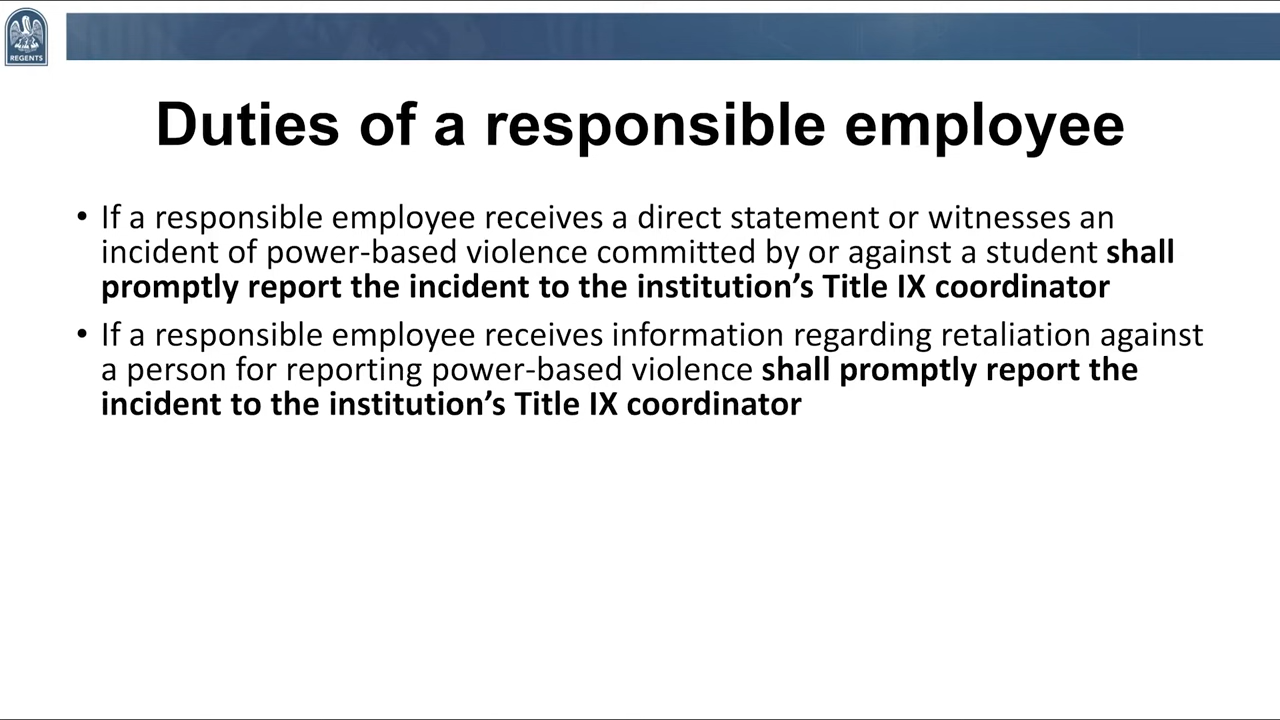 REGENTS
Duties of a responsible employee
• If a responsible employee receives a direct statement or witnesses an
incident of power-based violence committed by or against a student shall
promptly report the incident to the institution’s Title IX coordinator
• If a responsible employee receives information regarding retaliation against
a person for reporting power-based violence shall promptly report the
incident to the institution’s Title IX coordinator